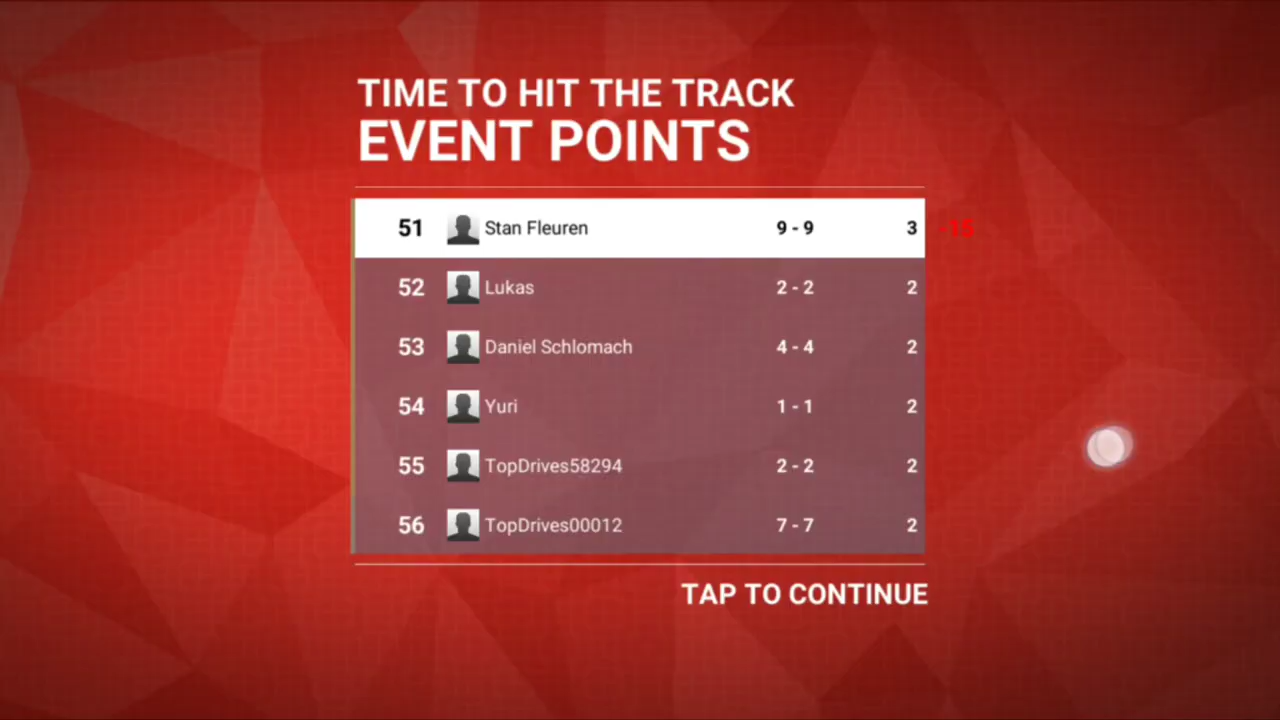 TIME TO HIT THE TRACK
EVENT POINTS
51 Stan Fleuren 9 - 9 3 -15
52 Lukas 2 - 2 2
53 Daniel Schlomach 4 - 4 2
54 Yuri 1 - 1 2
55 TopDrives58294 2 - 2 2
56 TopDrives00012 7 - 7 2
TAP TO CONTINUE